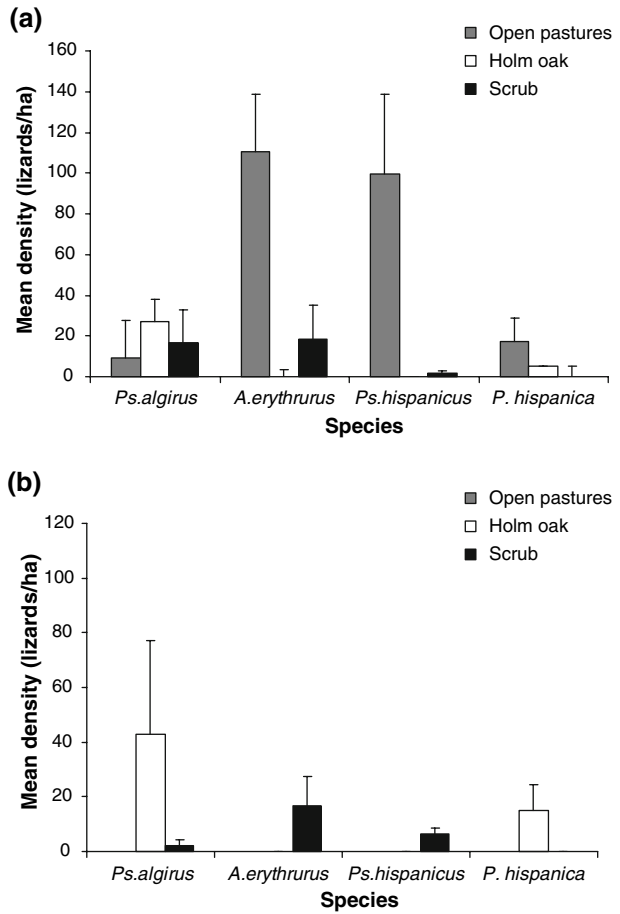 (a)
Open pastures
Holm oak
Scrub
160
140
120
100
80
60
40
20
0
Mean density (lizards/ha)
Ps.algirus A.erythrurus Ps.hispanicus P. hispanica
Species
(b)
Open pastures
Holm oak
Scrub
120
100
80
60
40
20
0
Mean density (lizards/ha)
Ps.algirus A.erythrurus Ps.hispanicus P. hispanica
Species